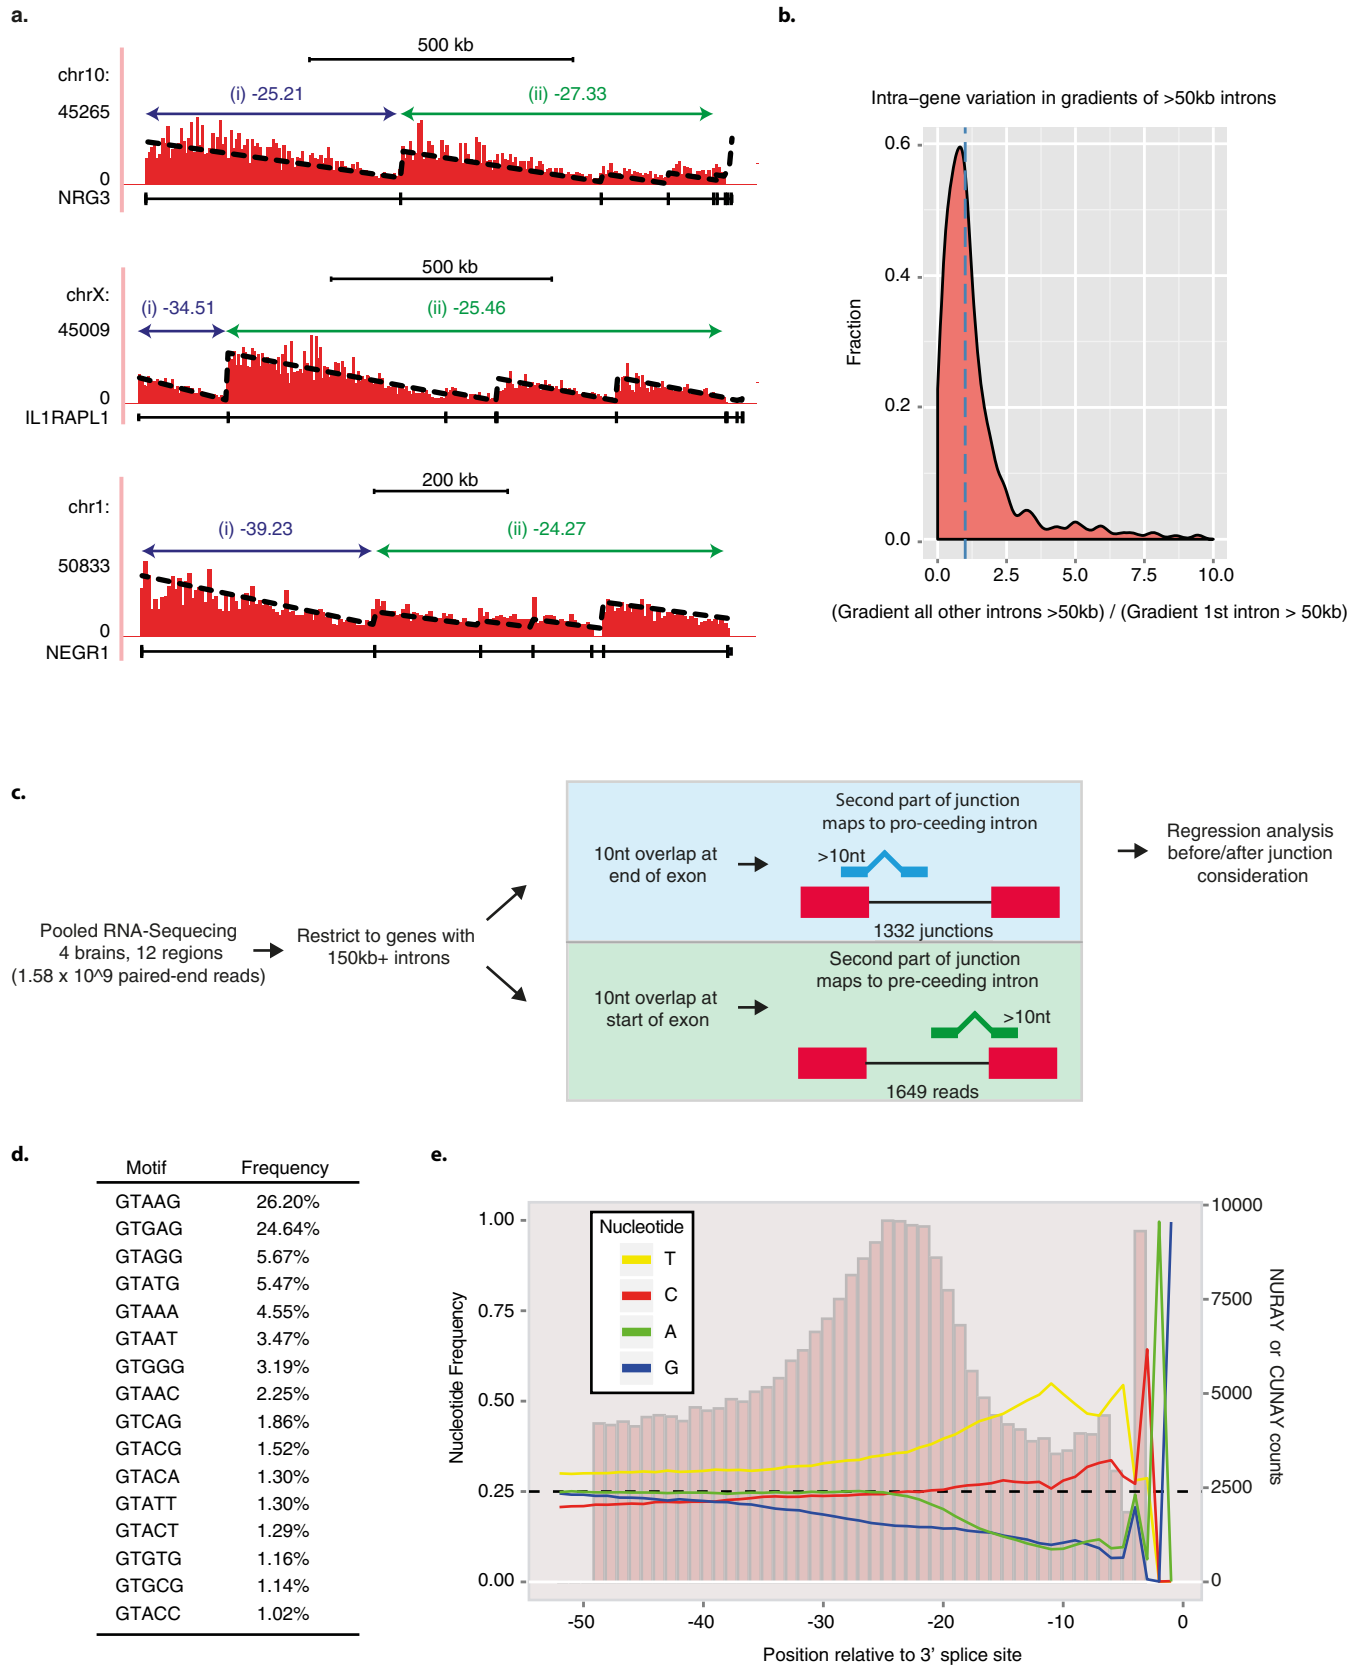 a.
500 kb
chr10:
(i) -25.21
(ii) -27.33
45265
0
NRG3
500 kb
chrX:
(i) -34.51
(ii) -25.46
45009
0
IL1RAPL1
200 kb
chr1:
(i) -39.23
(ii) -24.27
50833
0
NEGR1
b.
Intra−gene variation in gradients of >50kb introns
Fraction
0.6
0.4
0.2
0.0
0.0 2.5 5.0 7.5 10.0
(Gradient all other introns >50kb) / (Gradient 1st intron > 50kb)
c.
Pooled RNA-Sequecing
4 brains, 12 regions
(1.58 x 10^9 paired-end reads)
Restrict to genes with
150kb+ introns
10nt overlap at
end of exon
Second part of junction
maps to pro-ceeding intron
>10nt
1332 junctions
10nt overlap at
start of exon
Second part of junction
maps to pre-ceeding intron
>10nt
1649 reads
Regression analysis
before/after junction
consideration
d.
Motif Frequency
GTAAG 26.20%
GTGAG 24.64%
GTAGG 5.67%
GTATG 5.47%
GTAAA 4.55%
GTAAT 3.47%
GTGGG 3.19%
GTAAC 2.25%
GTCAG 1.86%
GTACG 1.52%
GTACA 1.30%
GTATT 1.30%
GTACT 1.29%
GTGTG 1.16%
GTGCG 1.14%
GTACC 1.02%
e.
Nucleotide Frequency
1.00
0.75
0.50
0.25
0.00
Nucleotide
T
C
A
G
10000
7500
5000
2500
0
NURAY or CUNAY counts
-50 -40 -30 -20 -10 0
Position relative to 3’ splice site